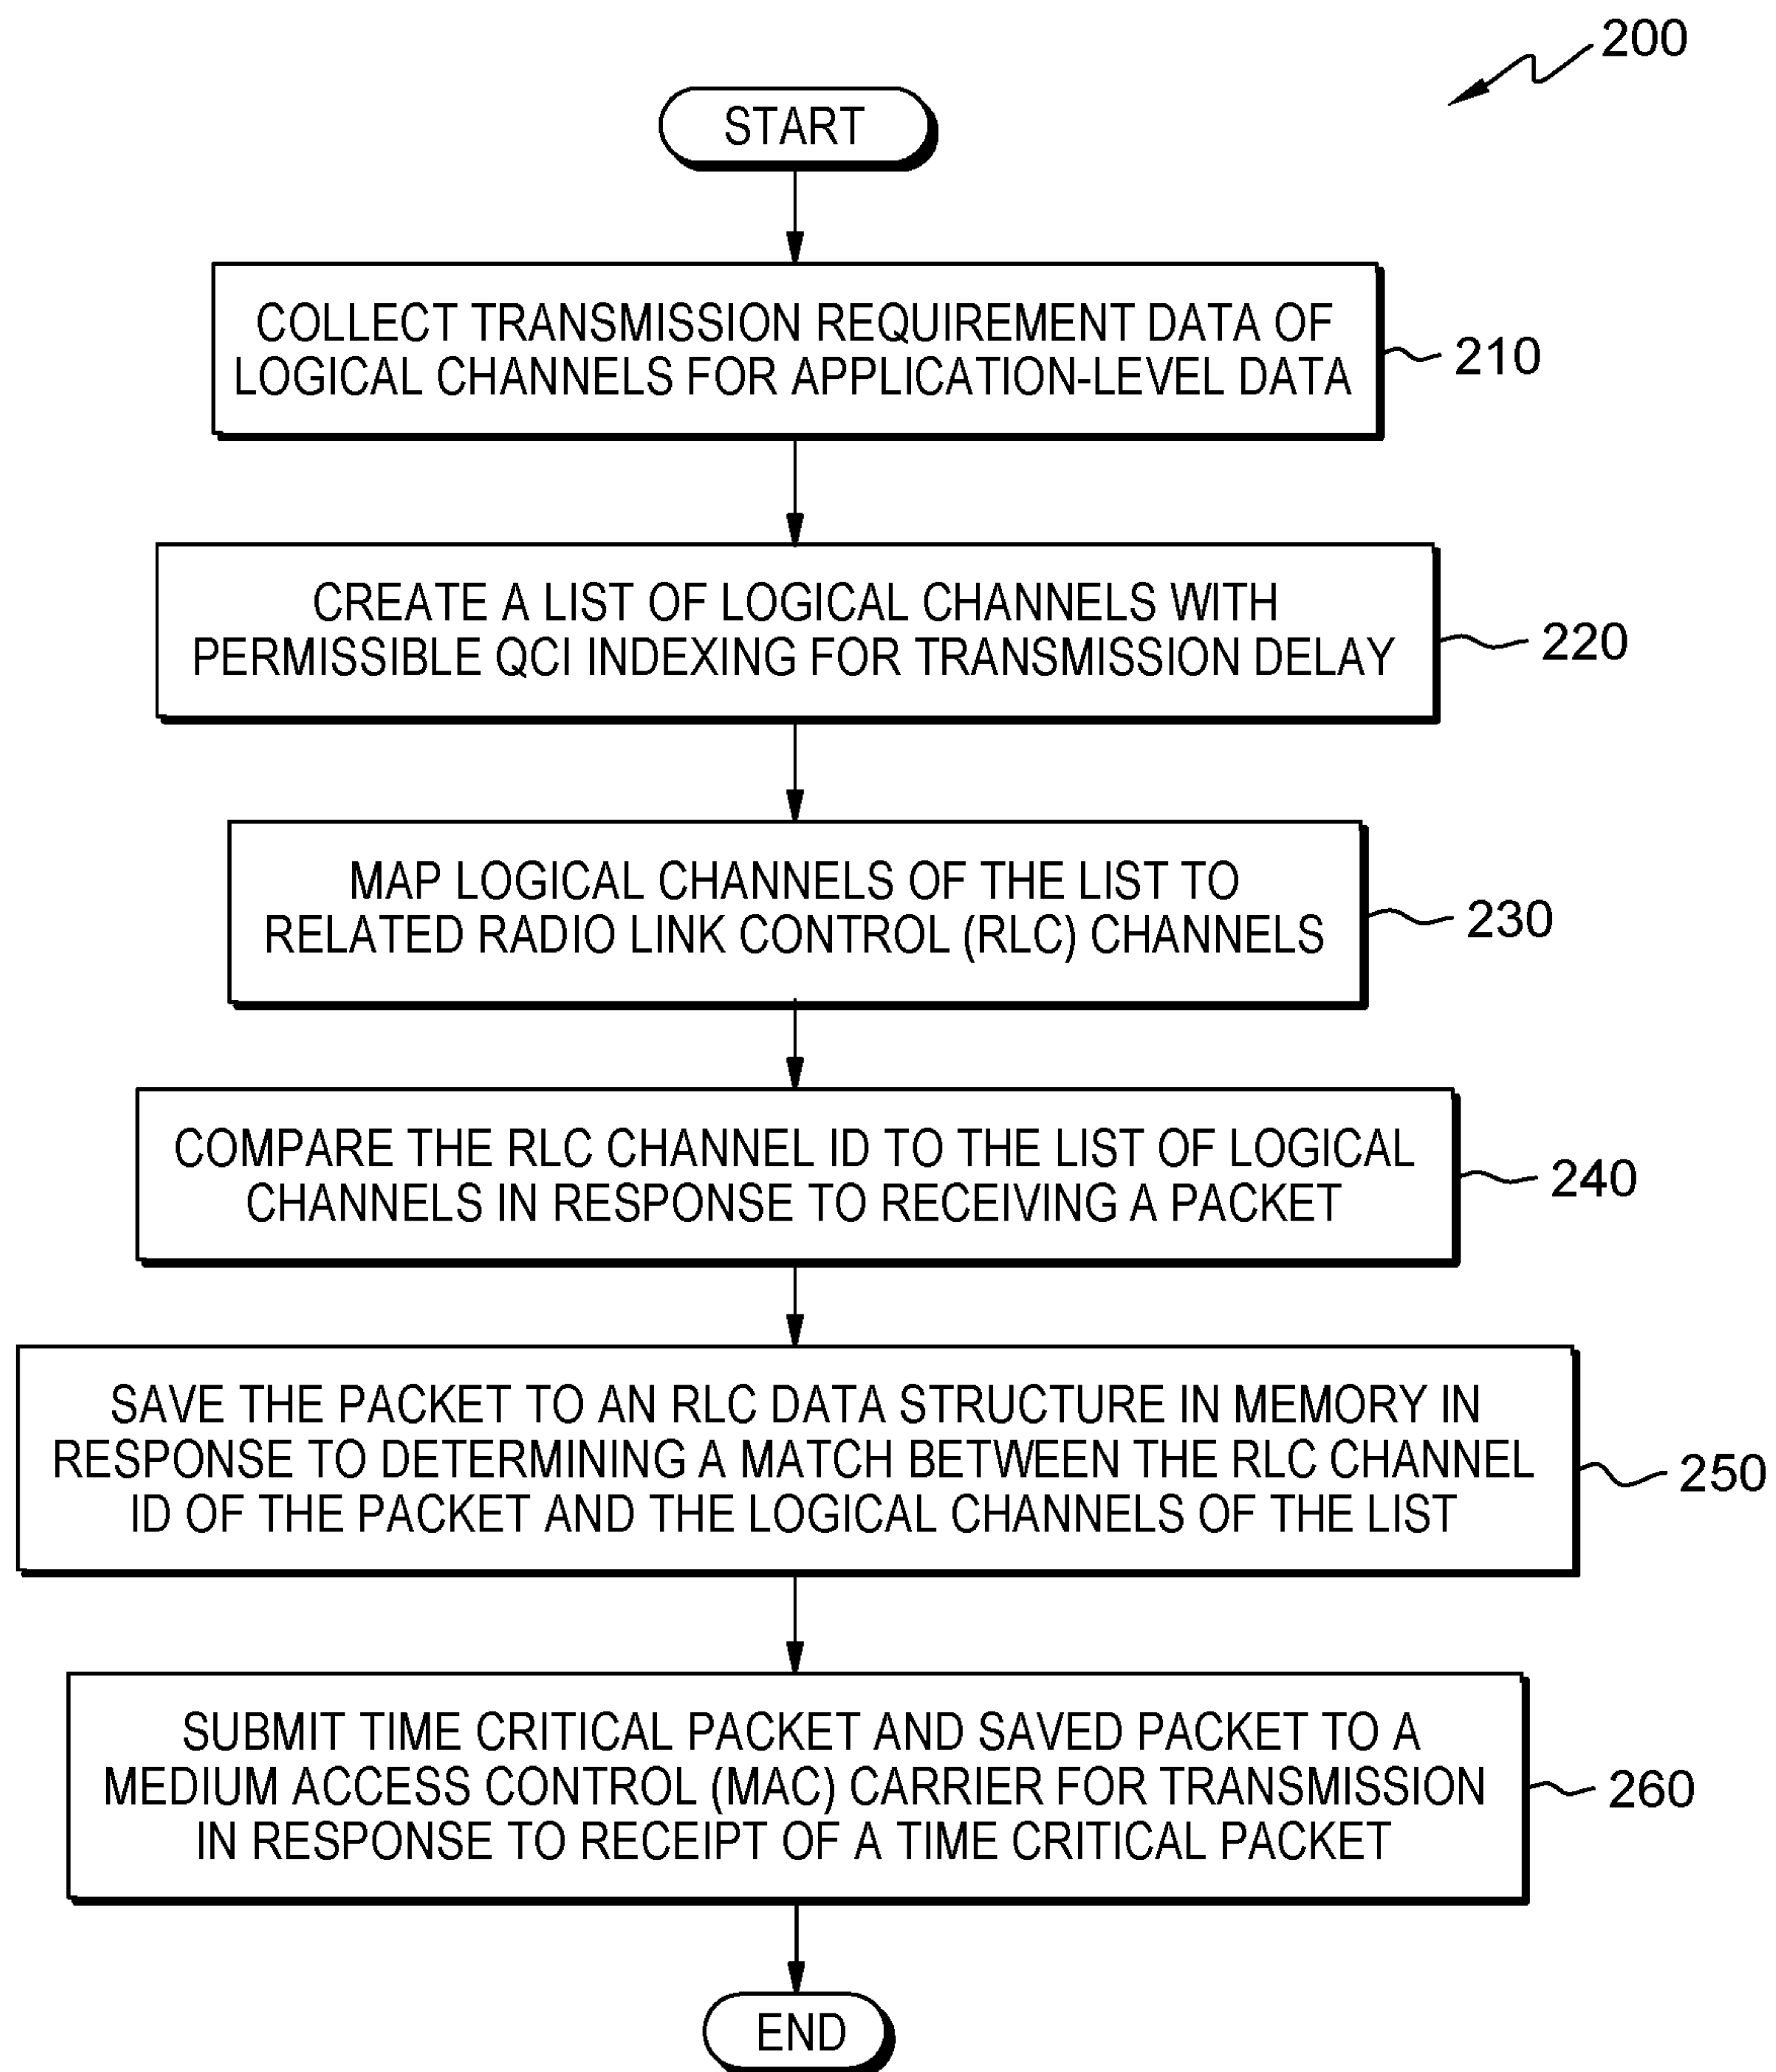 200
START
COLLECT TRANSMISSION REQUIREMENT DATA OF
LOGICAL CHANNELS FOR APPLICATION-LEVEL DATA
210
CREATE A LIST OF LOGICAL CHANNELS WITH
PERMISSIBLE QCI INDEXING FOR TRANSMISSION DELAY
220
MAP LOGICAL CHANNELS OF THE LIST TO
RELATED RADIO LINK CONTROL (RLC) CHANNELS
230
COMPARE THE RLC CHANNEL ID TO THE LIST OF LOGICAL
CHANNELS IN RESPONSE TO RECEIVING A PACKET
240
SAVE THE PACKET TO AN RLC DATA STRUCTURE IN MEMORY IN
RESPONSE TO DETERMINING A MATCH BETWEEN THE RLC CHANNEL
ID OF THE PACKET AND THE LOGICAL CHANNELS OF THE LIST
250
SUBMIT TIME CRITICAL PACKET AND SAVED PACKET TO A
MEDIUM ACCESS CONTROL (MAC) CARRIER FOR TRANSMISSION
IN RESPONSE TO RECEIPT OF A TIME CRITICAL PACKET
260
END